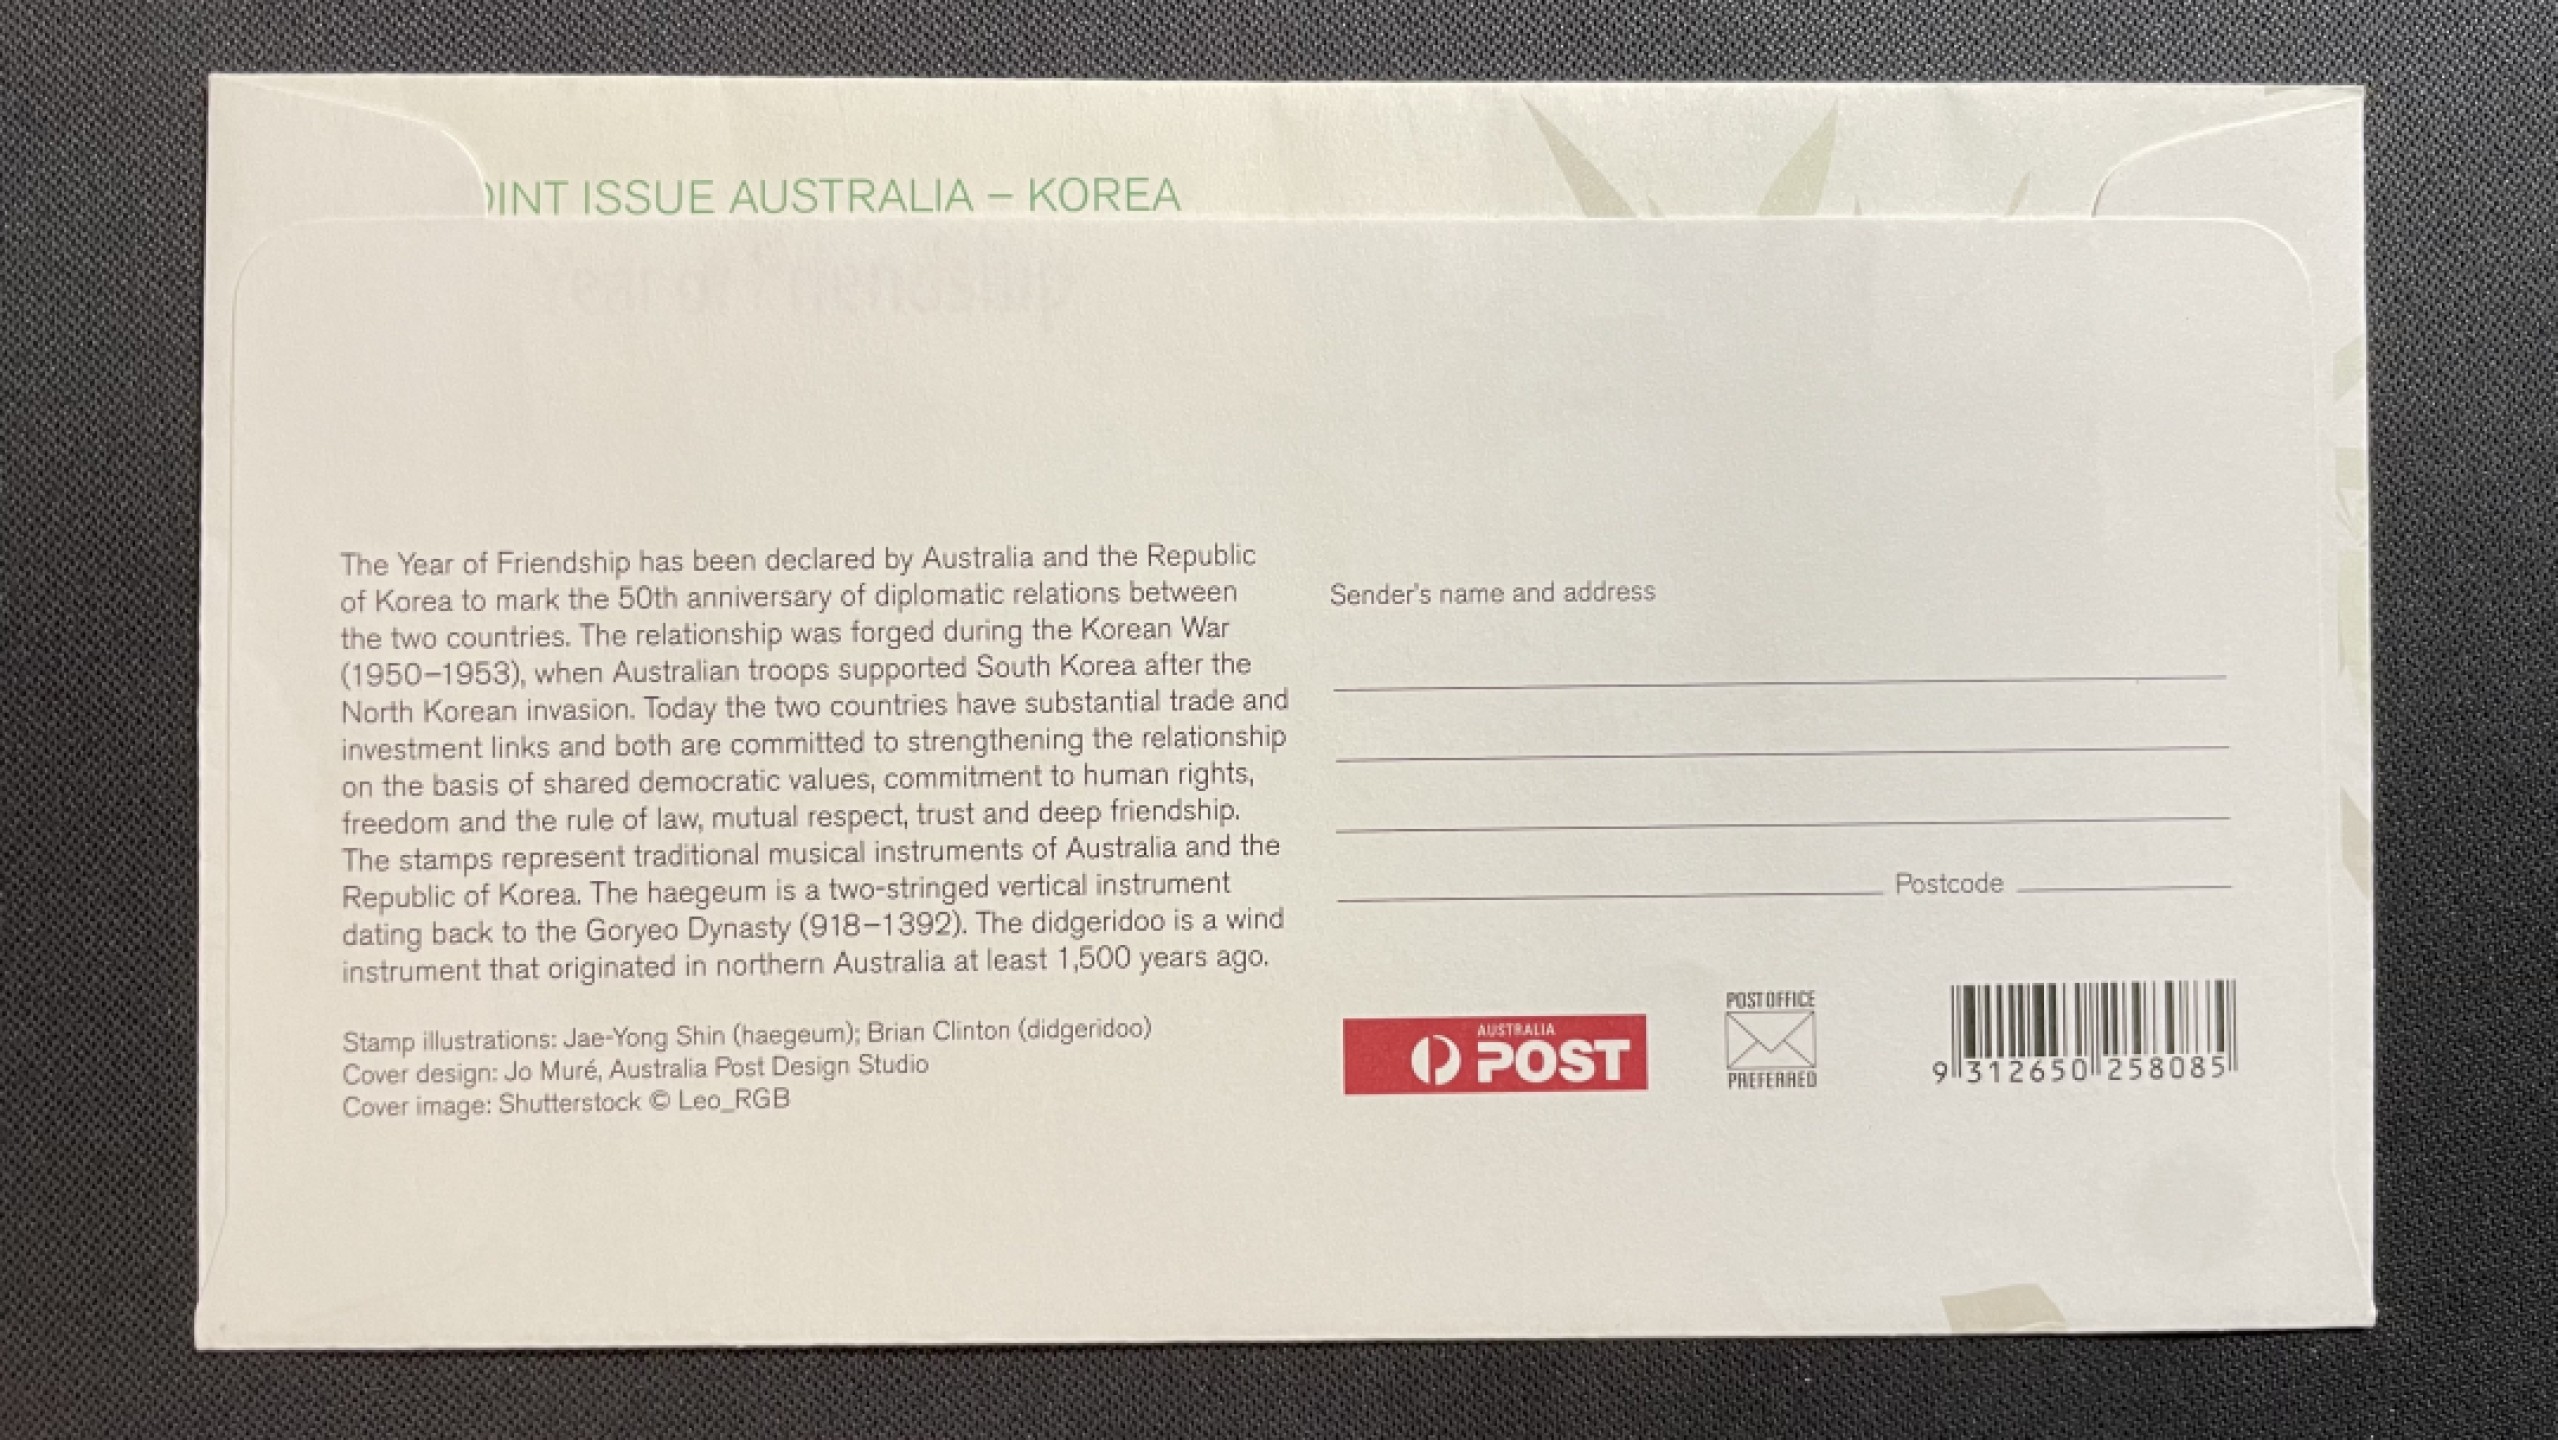 OINT ISSUE AUSTRALIA – KOREA
Year of Friendship
The Year of Friendship has been declared by Australia and the Republic
of Korea to mark the 50th anniversary of diplomatic relations between
the two countries. The relationship was forged during the Korean War
(1950–1953), when Australian troops supported South Korea after the
North Korean invasion. Today the two countries have substantial trade and
investment links and both are committed to strengthening the relationship
on the basis of shared democratic values, commitment to human rights,
freedom and the rule of law, mutual respect, trust and deep friendship.
The stamps represent traditional musical instruments of Australia and the
Republic of Korea. The haegeum is a two-stringed vertical instrument
dating back to the Goryeo Dynasty (918–1392). The didgeridoo is a wind
instrument that originated in northern Australia at least 1,500 years ago.
Stamp illustrations: Jae-Yong Shin (haegeum); Brian Clinton (didgeridoo)
Cover design: Jo Muré, Australia Post Design Studio
Cover image: Shutterstock © Leo_RGB
Sender's name and address
Postcode
AUSTRALIA
POST
POST OFFICE
PREFERRED
9 312650 258085